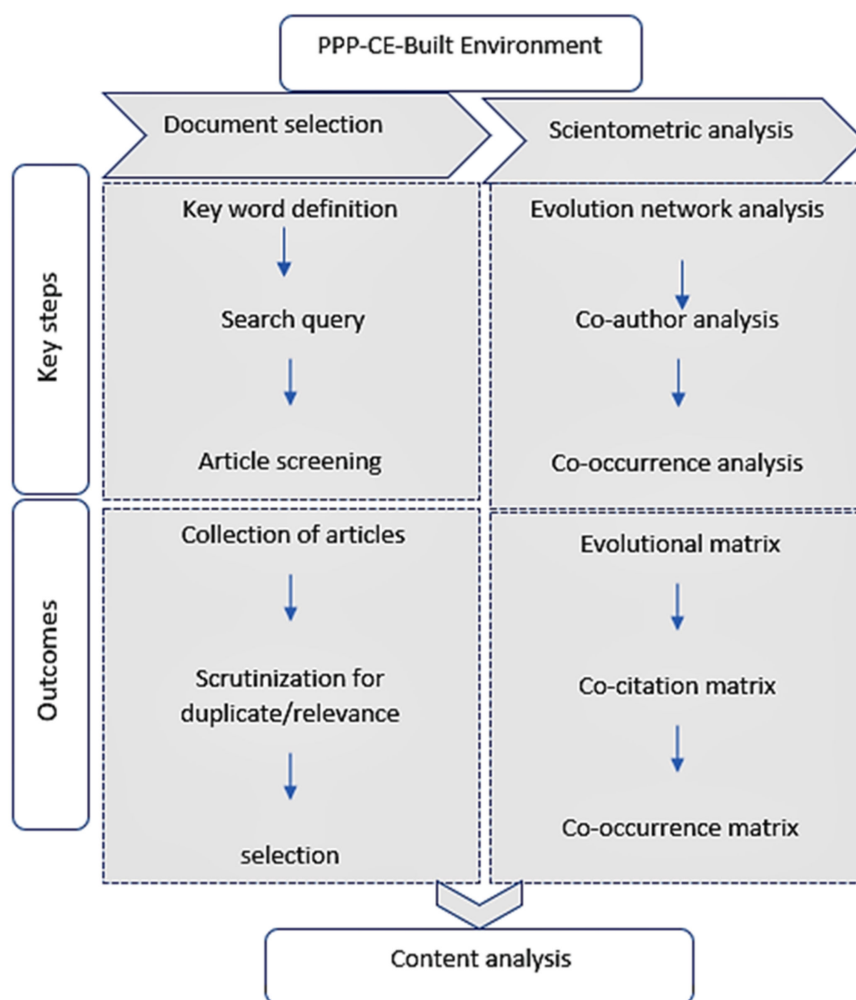 PPP-CE-Built Environment
Document selection
Scientometric analysis
Key steps
Key word definition
Search query
Article screening
Evolution network analysis
Co-author analysis
Co-occurrence analysis
Outcomes
Collection of articles
Scrutinization for
duplicate/relevance
selection
Evolutional matrix
Co-citation matrix
Co-occurrence matrix
Content analysis